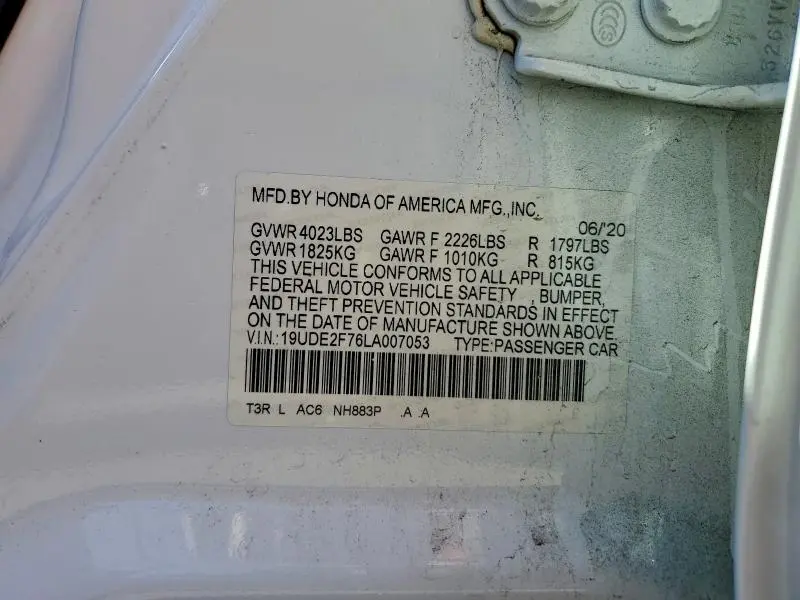 MFD.BY HONDA OF AMERICA MFG.,INC.
06/'20
GVWR 4023LBS GAWR F 2226LBS R 1797LBS
GVWR 1825KG GAWR F 1010KG R 815KG
THIS VEHICLE CONFORMS TO ALL APPLICABLE
FEDERAL MOTOR VEHICLE SAFETY , BUMPER,
AND THEFT PREVENTION STANDARDS IN EFFECT
ON THE DATE OF MANUFACTURE SHOWN ABOVE.
V.I.N.:19UDE2F76LA007053 TYPE:PASSENGER CAR
T3R L AC6 NH883P .A .A